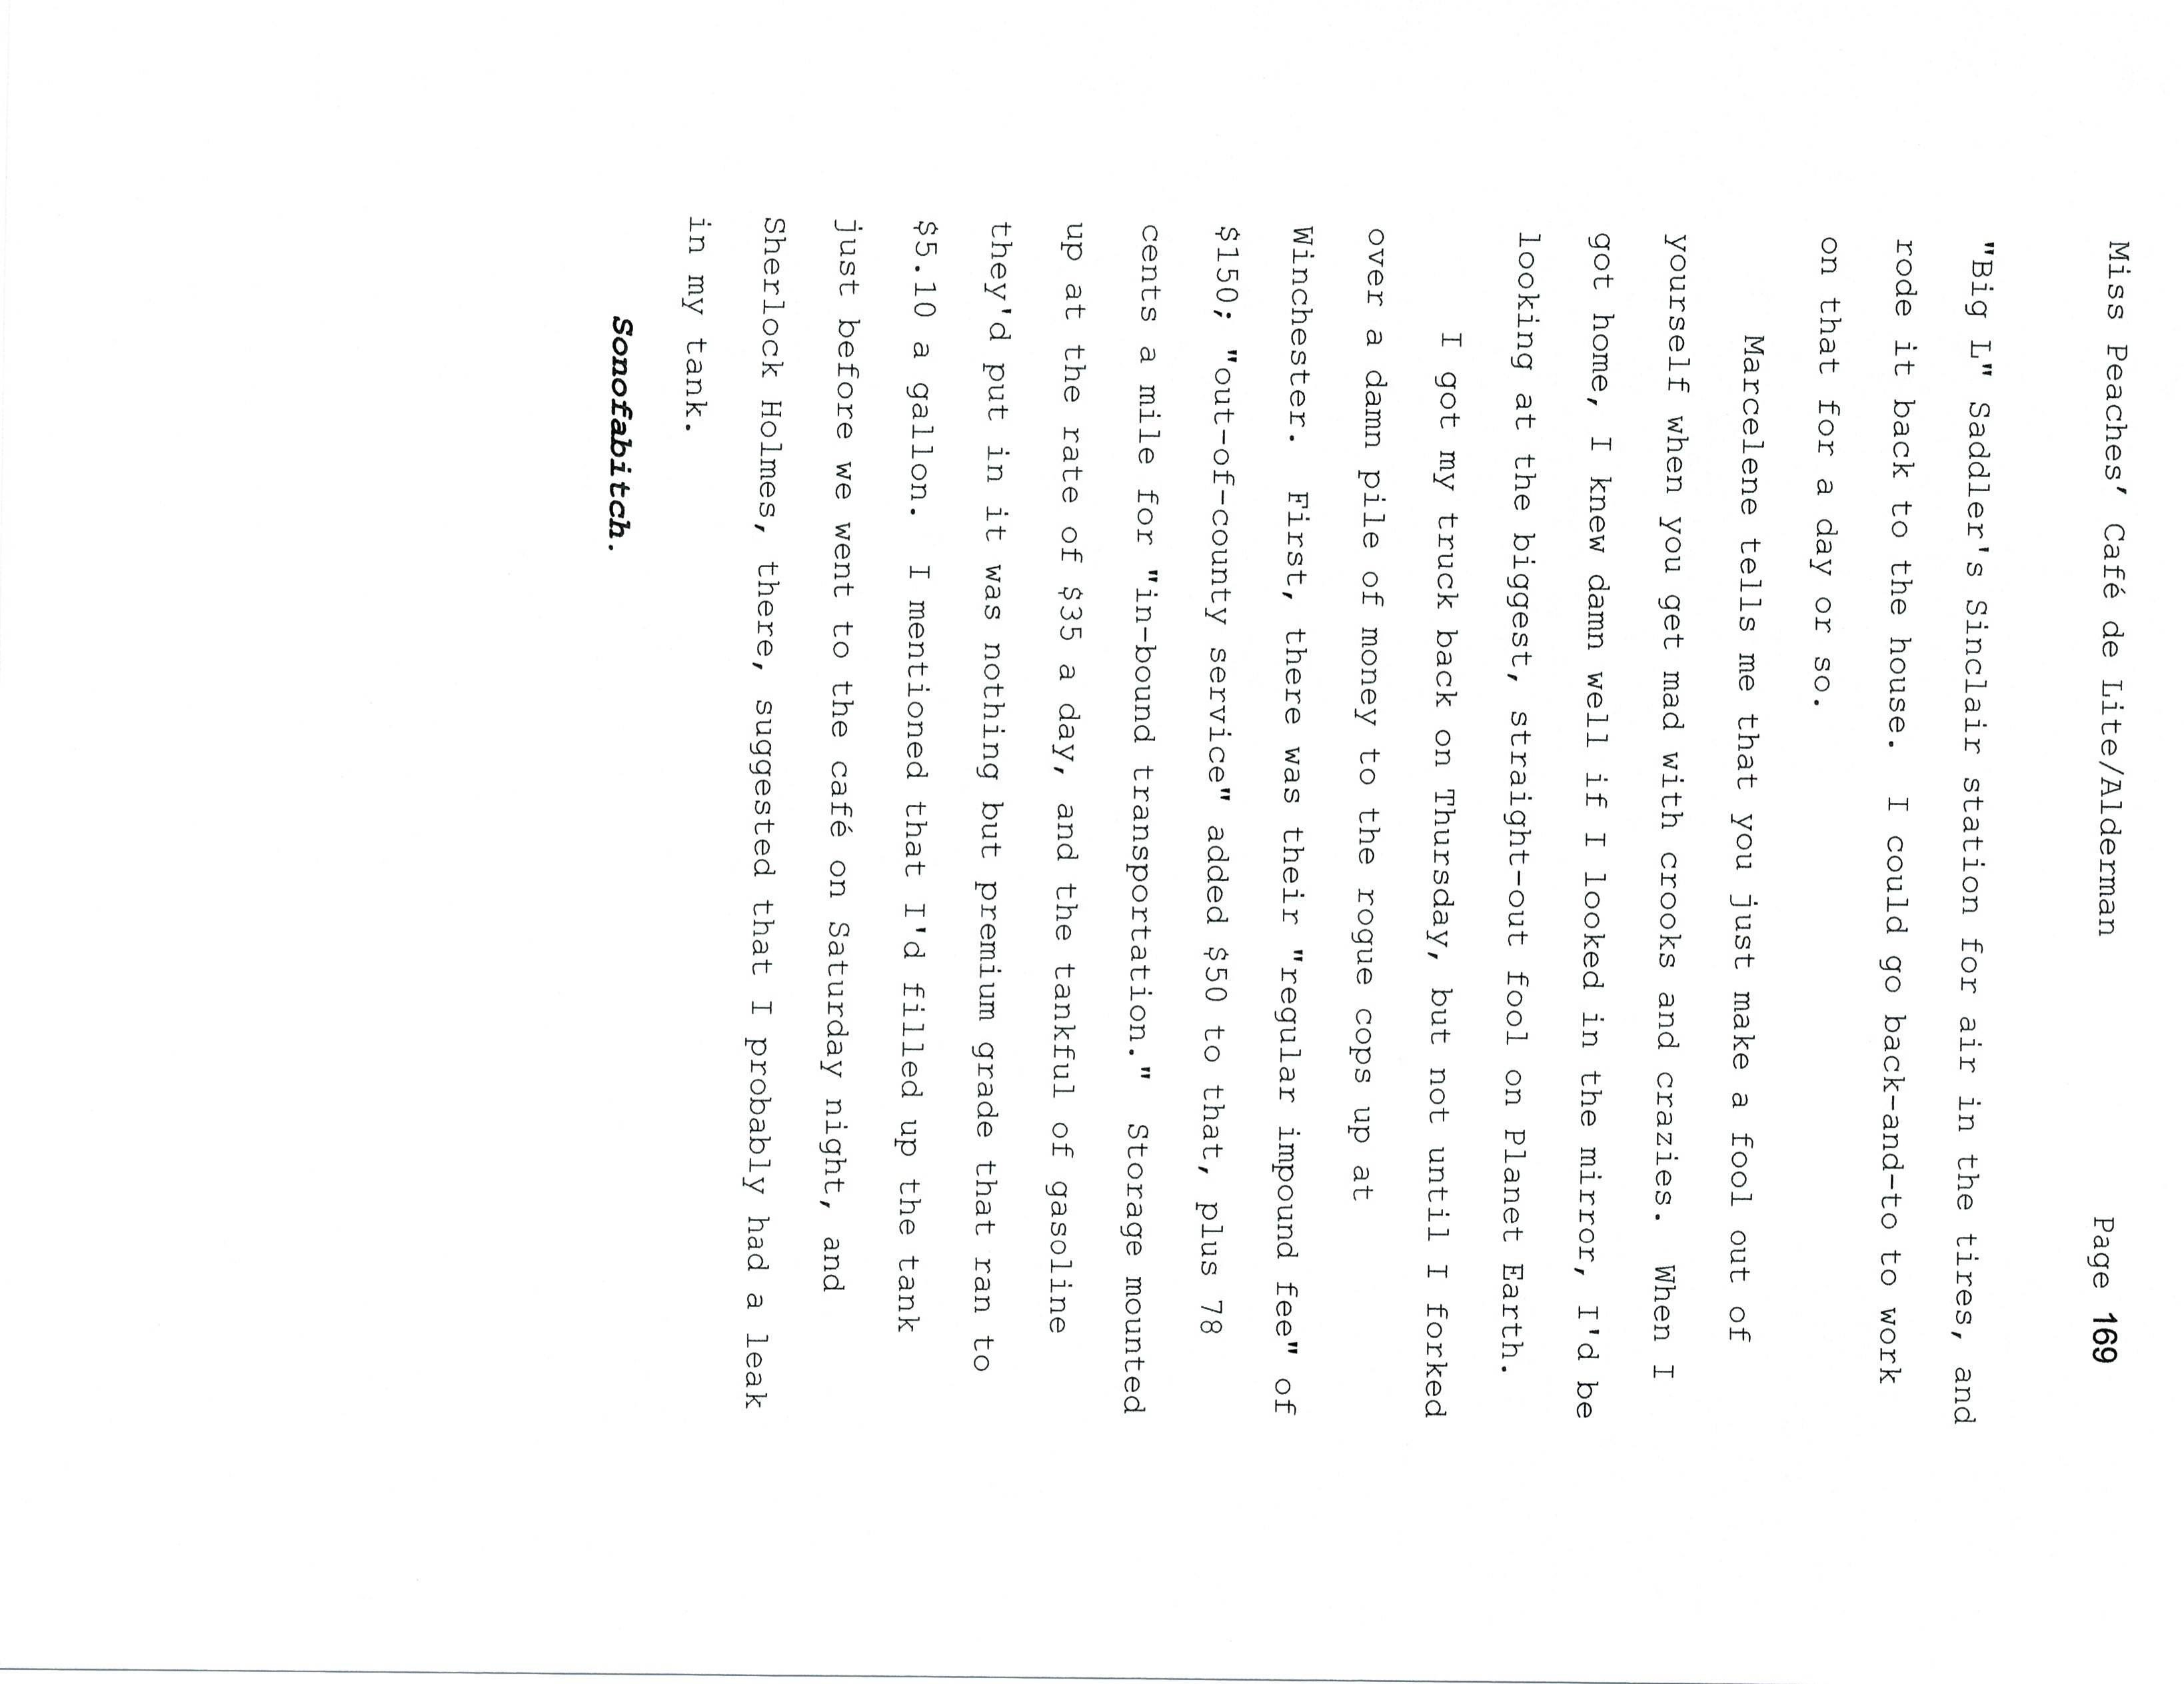 Miss Peaches’ Café de Lite/Alderman Page 169
"Big L" Saddler's Sinclair station for air in the tires, and
rode it back to the house.  I could go back-and-to to work
on that for a day or so.
Marcelene tells me that you just make a fool out of
yourself when you get mad with crooks and crazies.  When I
got home, I knew damn well if I looked in the mirror, I'd be
looking at the biggest, straight-out fool on Planet Earth.
I got my truck back on Thursday, but not until I forked
over a damn pile of money to the rogue cops up at
Winchester.  First, there was their "regular impound fee" of
$150; "out-of-county service" added $50 to that, plus 78
cents a mile for "in-bound transportation."  Storage mounted
up at the rate of $35 a day, and the tankful of gasoline
they'd put in it was nothing but premium grade that ran to
$5.10 a gallon.  I mentioned that I'd filled up the tank
just before we went to the café on Saturday night, and
Sherlock Holmes, there, suggested that I probably had a leak
in my tank.
Sonofabitch.